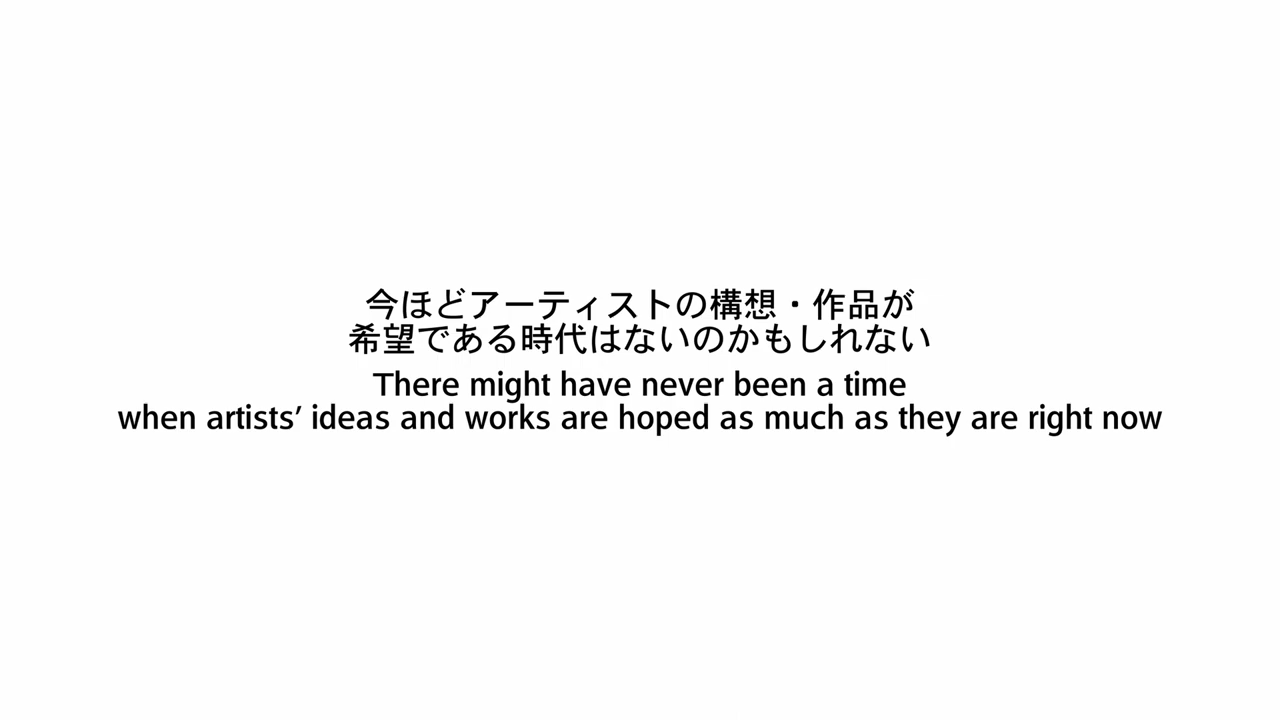 今ほどアーティストの構想・作品が
希望である時代はないのかもしれない
There might have never been a time
when artists’ ideas and works are hoped as much as they are right now